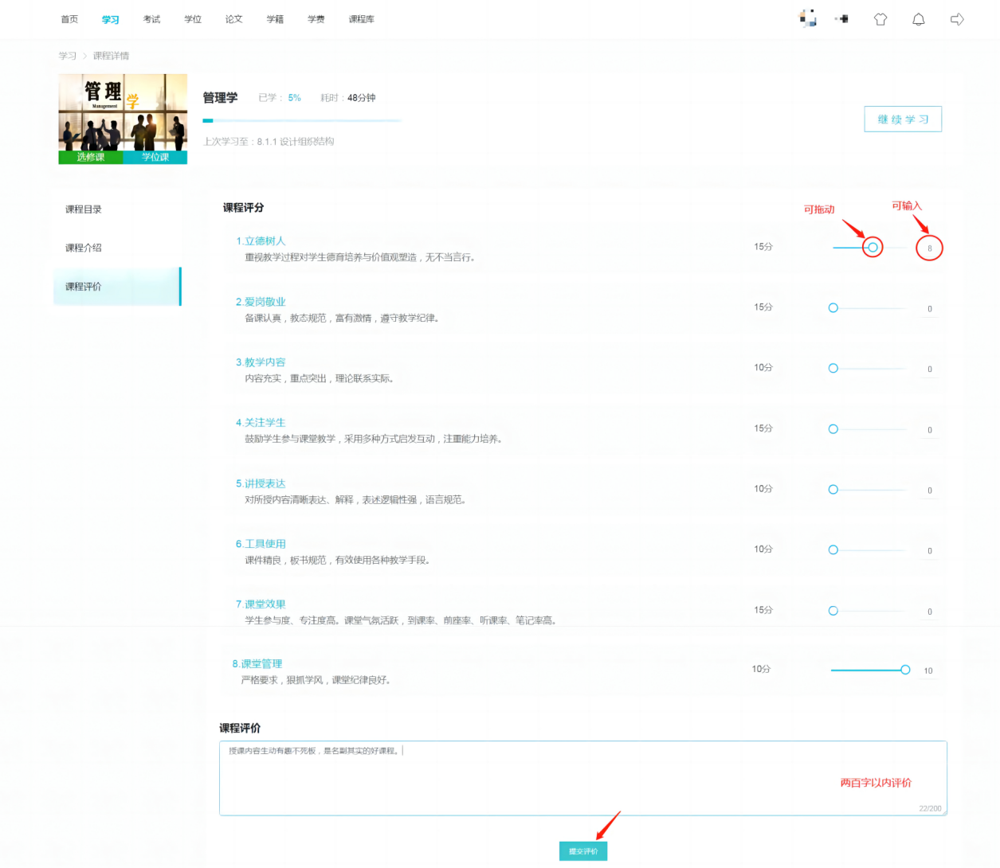 首页 学习 考试 学位 论文 学籍 学费 课程库
学习 > 课程详情
管理学
Management
选修课 学位课
管理学 已学：5% 耗时：48分钟
上次学习至：8.1.1 设计组织结构
继续学习
课程目录
课程介绍
课程评价
课程评分
可拖动
可输入
1.立德树人
重视教学过程对学生德育培养与价值观塑造，无不当言行。
15分 8
2.爱岗敬业
备课认真，教态规范，富有激情，遵守教学纪律。
15分 0
3.教学内容
内容充实，重点突出，理论联系实际。
10分 0
4.关注学生
鼓励学生参与课堂教学，采用多种方式启发互动，注重能力培养。
15分 0
5.讲授表达
对所授内容清晰表达、解释，表述逻辑性强，语言规范。
10分 0
6.工具使用
课件精良，板书规范，有效使用各种教学手段。
10分 0
7.课堂效果
学生参与度、专注度高。课堂气氛活跃，到课率、前座率、听课率、笔记率高。
15分 0
8.课堂管理
严格要求，狠抓学风，课堂纪律良好。
10分 10
课程评价
授课内容生动有趣不死板，是名副其实的好课程。
两百字以内评价
22/200
提交评价